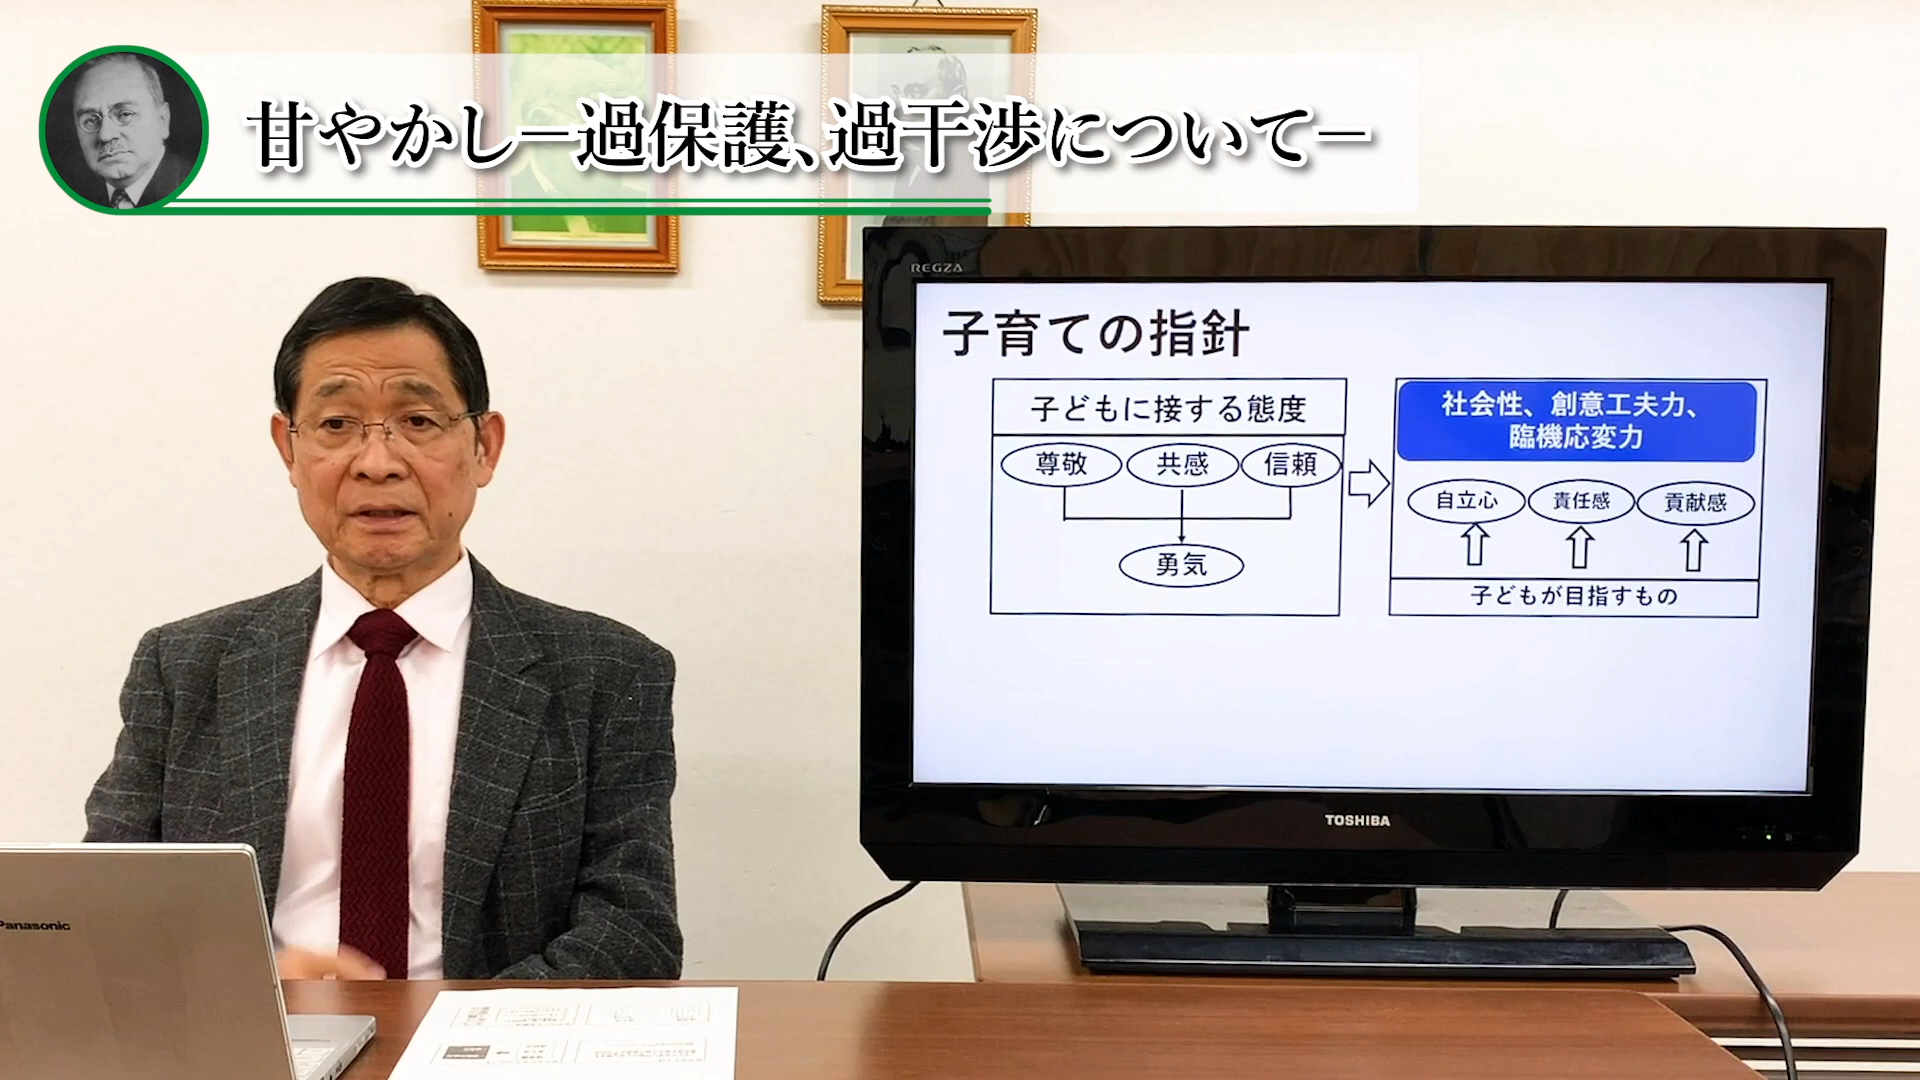 甘やかし－過保護、過干渉について－
REGZA
子育ての指針
子どもに接する態度
尊敬
共感
信頼
勇気
社会性、創意工夫力、
臨機応変力
自立心
責任感
貢献感
子どもが目指すもの
TOSHIBA
Panasonic